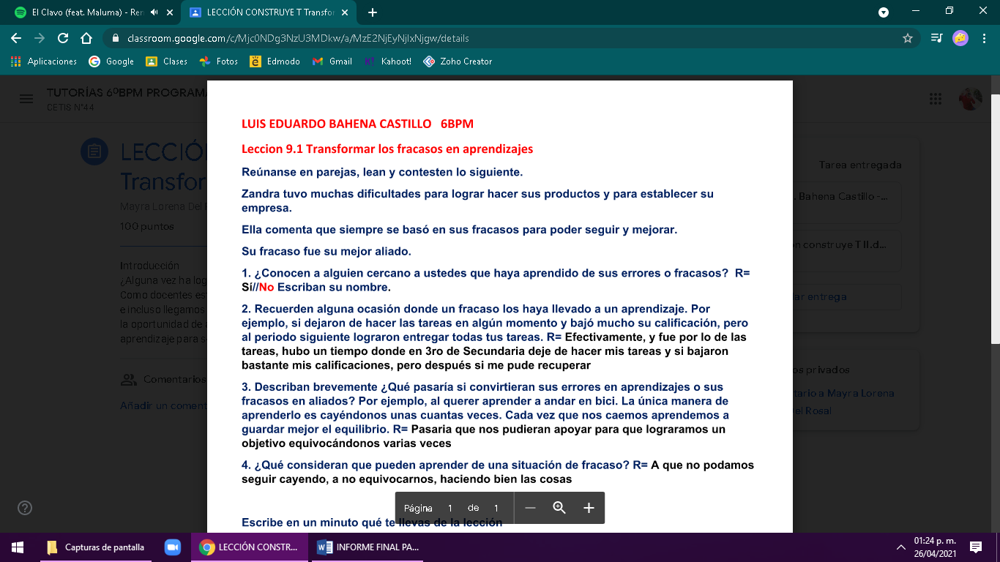 El Clavo (feat. Maluma) - Ren
LECCIÓN CONSTRUYE T Transfor
classroom.google.com/c/Mjc0NDg3NzU3MDkw/a/MzE2NjEyNjIxNjgw/details
Aplicaciones Google Clases Fotos Edmodo Gmail Kahoot! Zoho Creator
TUTORÍAS 6ºBPM PROGRAMA
CETIS N°44
LECCIÓ
Transfor
Mayra Lorena Del
100 puntos
Introducción
¿Alguna vez ha log
Como docentes es
e incluso llegamos
la oportunidad de
aprendizaje para s
Comentarios
Añadir un coment
LUIS EDUARDO BAHENA CASTILLO 6BPM
Leccion 9.1 Transformar los fracasos en aprendizajes
Reúnanse en parejas, lean y contesten lo siguiente.
Zandra tuvo muchas dificultades para lograr hacer sus productos y para establecer su
empresa.
Ella comenta que siempre se basó en sus fracasos para poder seguir y mejorar.
Su fracaso fue su mejor aliado.
1. ¿Conocen a alguien cercano a ustedes que haya aprendido de sus errores o fracasos? R=
Sí//No Escriban su nombre.
2. Recuerden alguna ocasión donde un fracaso los haya llevado a un aprendizaje. Por
ejemplo, si dejaron de hacer las tareas en algún momento y bajó mucho su calificación, pero
al periodo siguiente lograron entregar todas tus tareas. R= Efectivamente, y fue por lo de las
tareas, hubo un tiempo donde en 3ro de Secundaria deje de hacer mis tareas y si bajaron
bastante mis calificaciones, pero después si me pude recuperar
3. Describan brevemente ¿Qué pasaría si convirtieran sus errores en aprendizajes o sus
fracasos en aliados? Por ejemplo, al querer aprender a andar en bici. La única manera de
aprenderlo es cayéndonos unas cuantas veces. Cada vez que nos caemos aprendemos a
guardar mejor el equilibrio. R= Pasaria que nos pudieran apoyar para que lograramos un
objetivo equivocándonos varias veces
4. ¿Qué consideran que pueden aprender de una situación de fracaso? R= A que no podamos
seguir cayendo, a no equivocarnos, haciendo bien las cosas
Escribe en un minuto qué te llevas de la lección
Página 1 de 1
Tarea entregada
. Bahena Castillo -...
n construye T II.d...
ar entrega
os privados
tario a Mayra Lorena
el Rosal
Capturas de pantalla
LECCIÓN CONSTR...
INFORME FINAL PA...
01:24 p. m.
26/04/2021